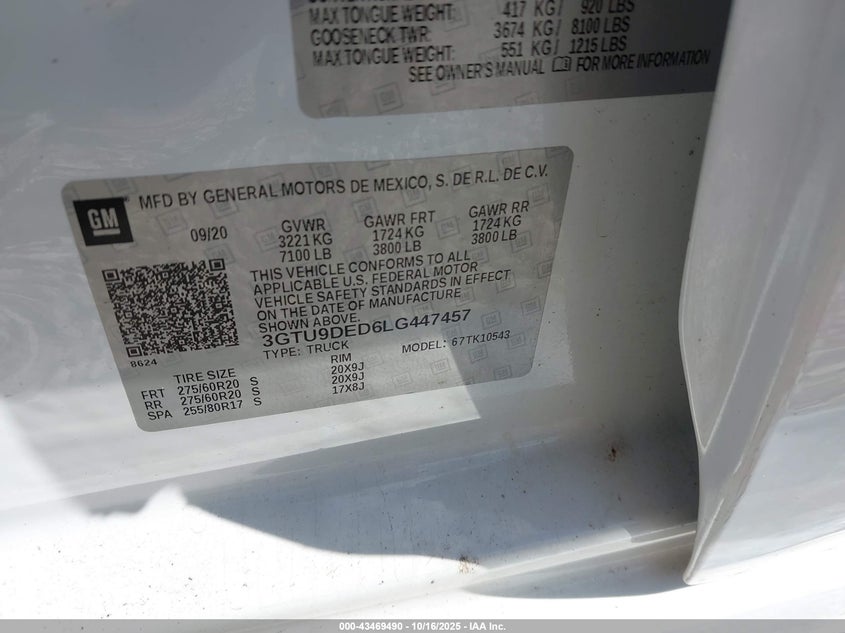 MAX TONGUE WEIGHT: 417 KG/ 920 LBS
GOOSENECK TWR: 3674 KG/ 8100 LBS
MAX TONGUE WEIGHT: 551 KG/ 1215 LBS
SEE OWNER'S MANUAL FOR MORE INFORMATION
GM
MFD BY GENERAL MOTORS DE MEXICO, S. DE R.L. DE C.V.
09/20 GVWR GAWR FRT GAWR RR
3221 KG 1724 KG 1724 KG
7100 LB 3800 LB 3800 LB
THIS VEHICLE CONFORMS TO ALL
APPLICABLE U.S. FEDERAL MOTOR
VEHICLE SAFETY STANDARDS IN EFFECT
ON THE DATE OF MANUFACTURE
SHOWN ABOVE.
3GTU9DED6LG447457
8624 TYPE: TRUCK MODEL: 67TK10543
TIRE SIZE RIM
FRT 275/60R20 S 20X9J
RR 275/60R20 S 20X9J
SPA 255/80R17 S 17X8J
000-43469490 - 10/16/2025 - IAA Inc.